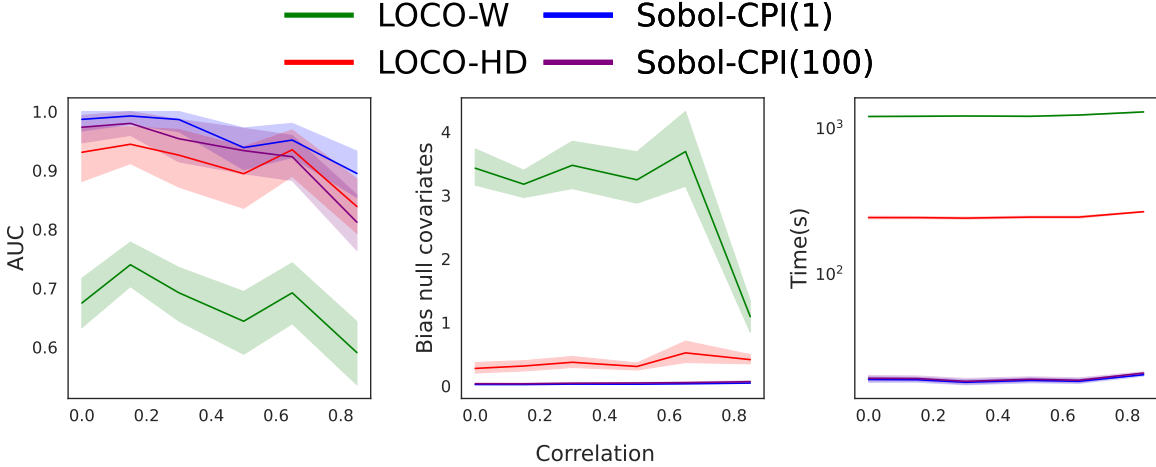 LOCO-W Sobol-CPI(1)
LOCO-HD Sobol-CPI(100)
AUC
1.0
0.9
0.8
0.7
0.6
0.0 0.2 0.4 0.6 0.8
Bias null covariates
4
3
2
1
0
0.0 0.2 0.4 0.6 0.8
Time(s)
10³
10²
0.0 0.2 0.4 0.6 0.8
Correlation